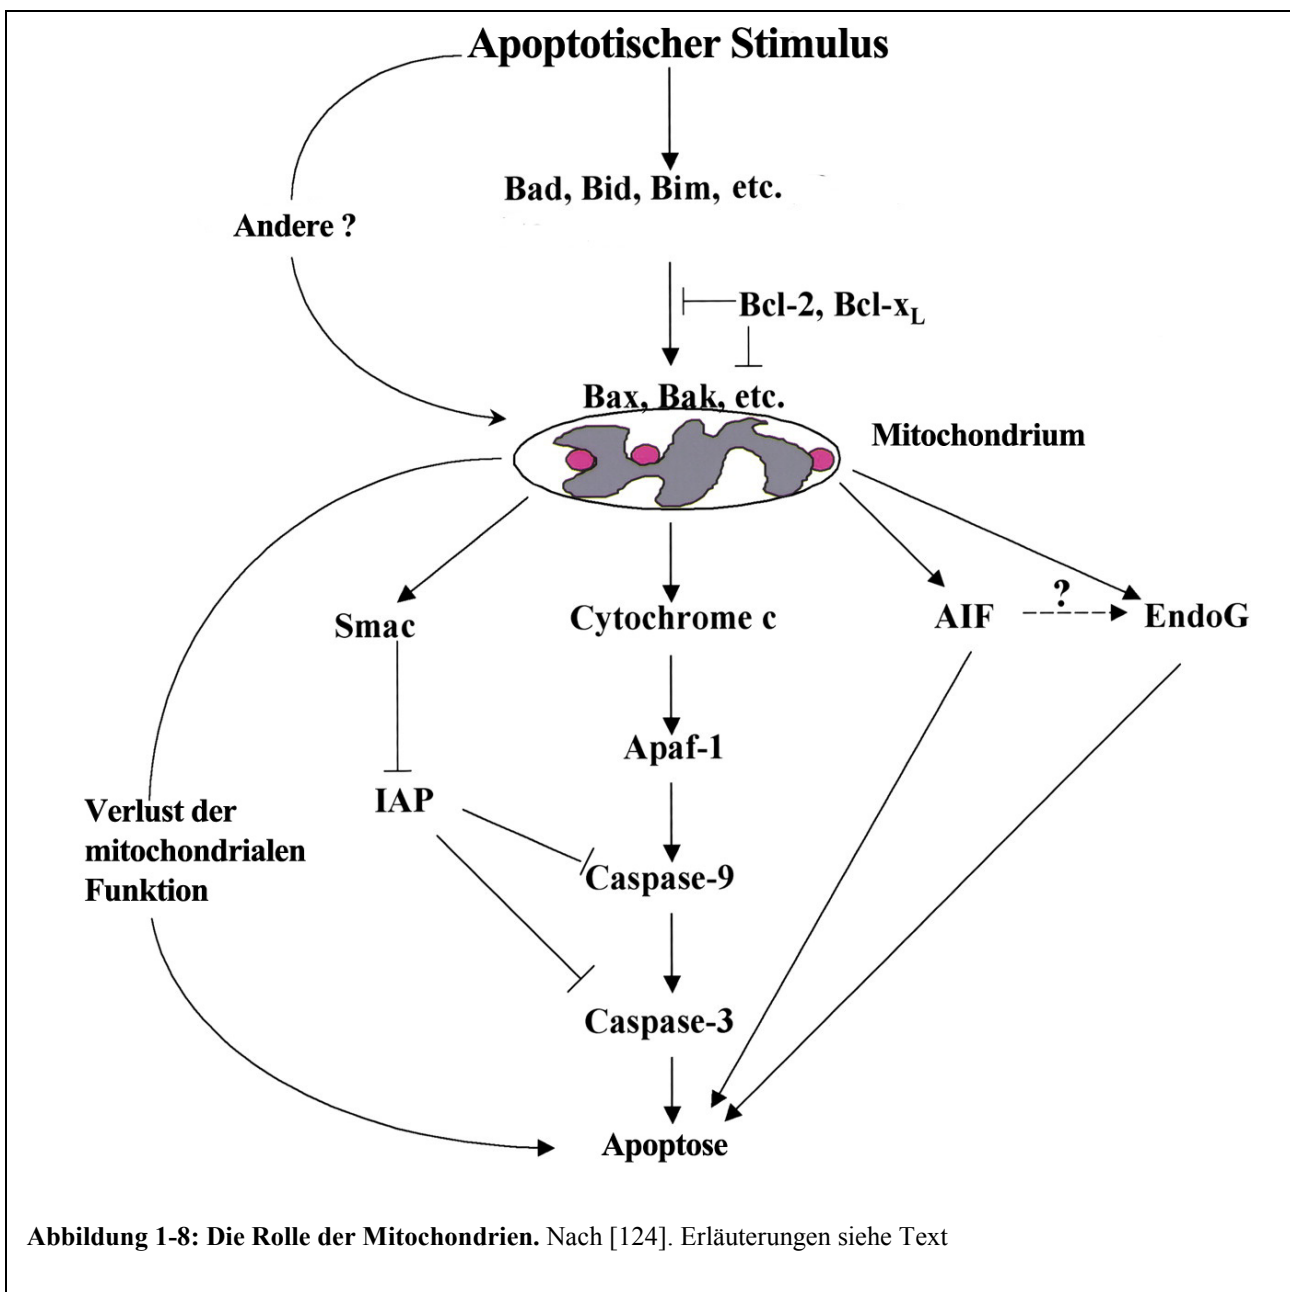 Apoptotischer Stimulus
Bad, Bid, Bim, etc.
Andere ?
Bcl-2, Bcl-xL
Bax, Bak, etc.
Mitochondrium
?
Smac
Cytochrome c
AIF
EndoG
Apaf-1
IAP
Verlust der
mitochondrialen
Funktion
Caspase-9
Caspase-3
Apoptose
Abbildung 1-8: Die Rolle der Mitochondrien. Nach [124]. Erläuterungen siehe Text